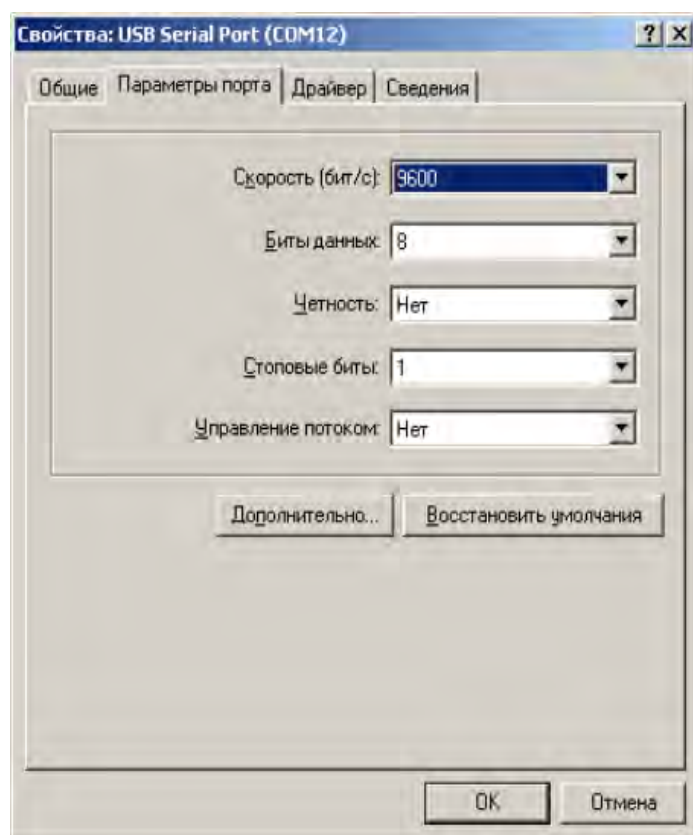 Свойства: USB Serial Port (COM12)
Общие Параметры порта Драйвер Сведения
Скорость (бит/с): 9600
Биты данных: 8
Четность: Нет
Стоповые биты: 1
Управление потоком: Нет
Дополнительно... Восстановить умолчания
OK Отмена